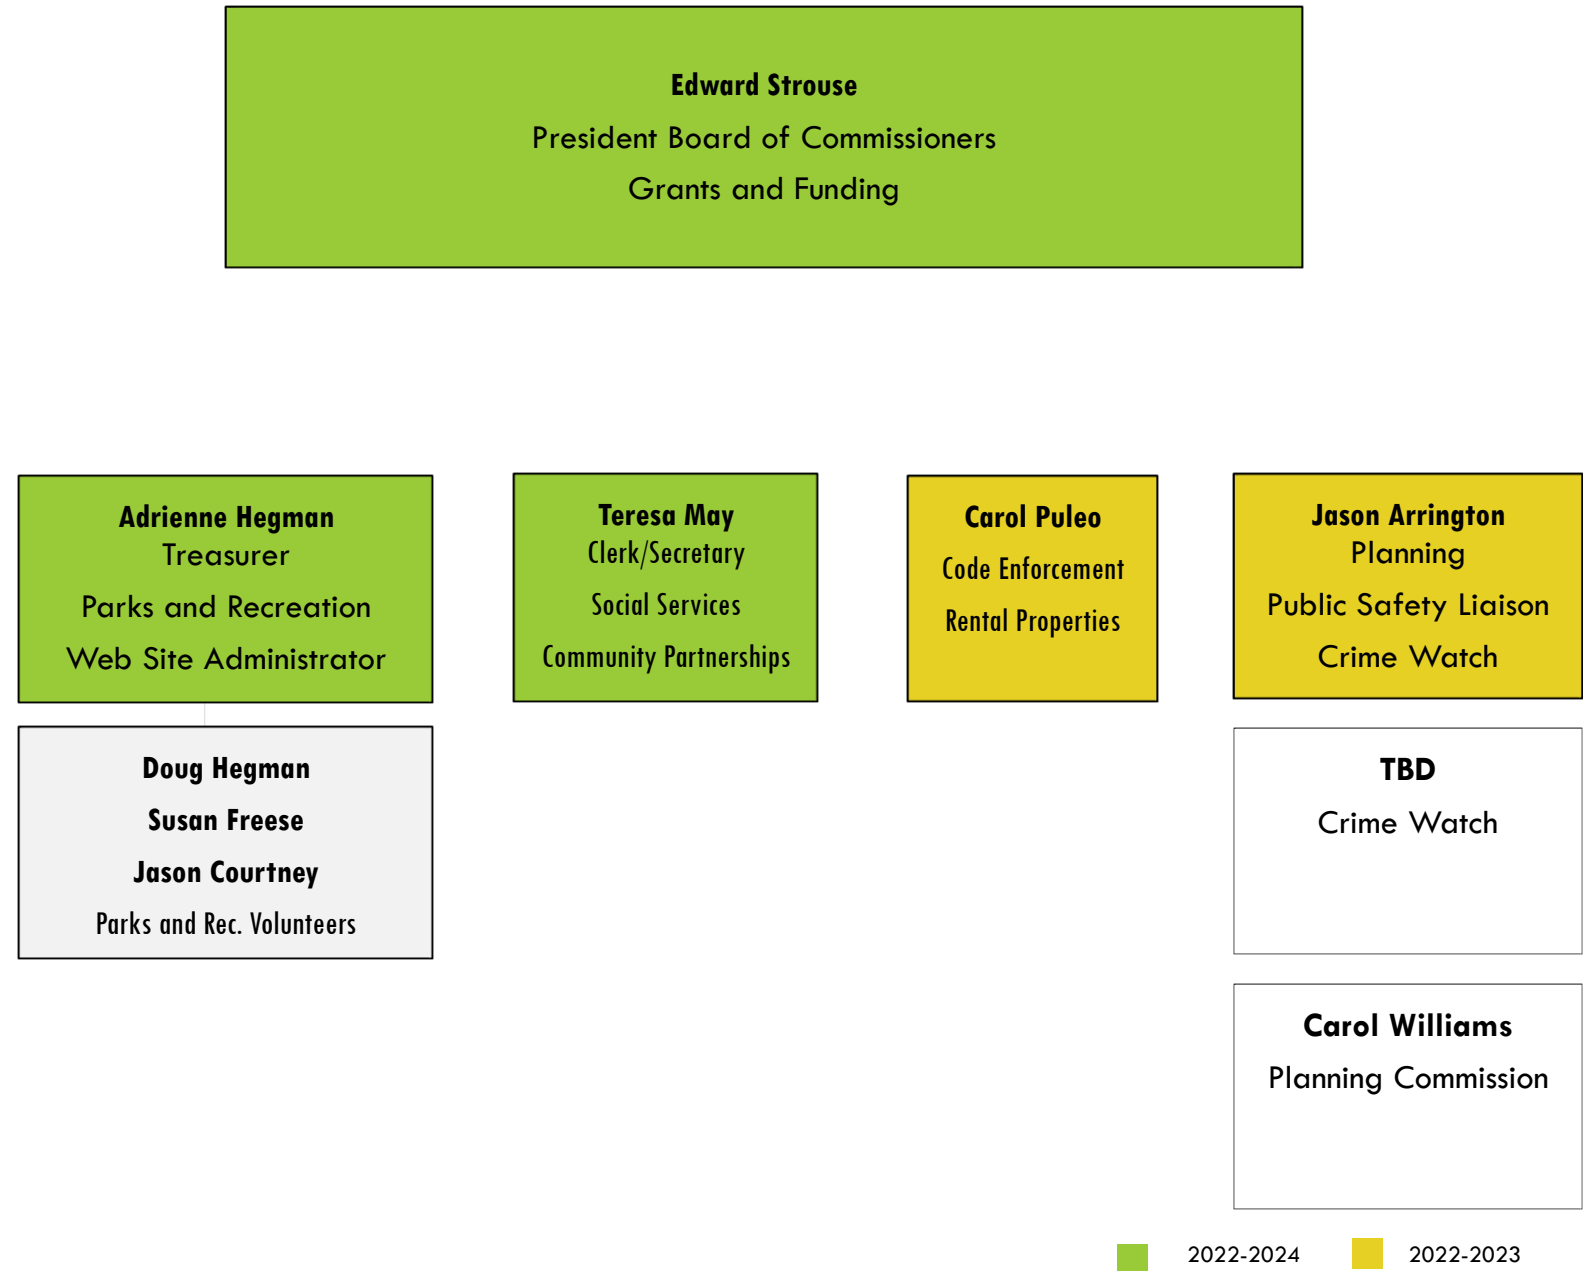 Edward Strouse
President Board of Commissioners
Grants and Funding
Adrienne Hegman
Treasurer
Parks and Recreation
Web Site Administrator
Teresa May
Clerk/Secretary
Social Services
Community Partnerships
Carol Puleo
Code Enforcement
Rental Properties
Jason Arrington
Planning
Public Safety Liaison
Crime Watch
Doug Hegman
Susan Freese
Jason Courtney
Parks and Rec. Volunteers
TBD
Crime Watch
Carol Williams
Planning Commission
2022-2024
2022-2023